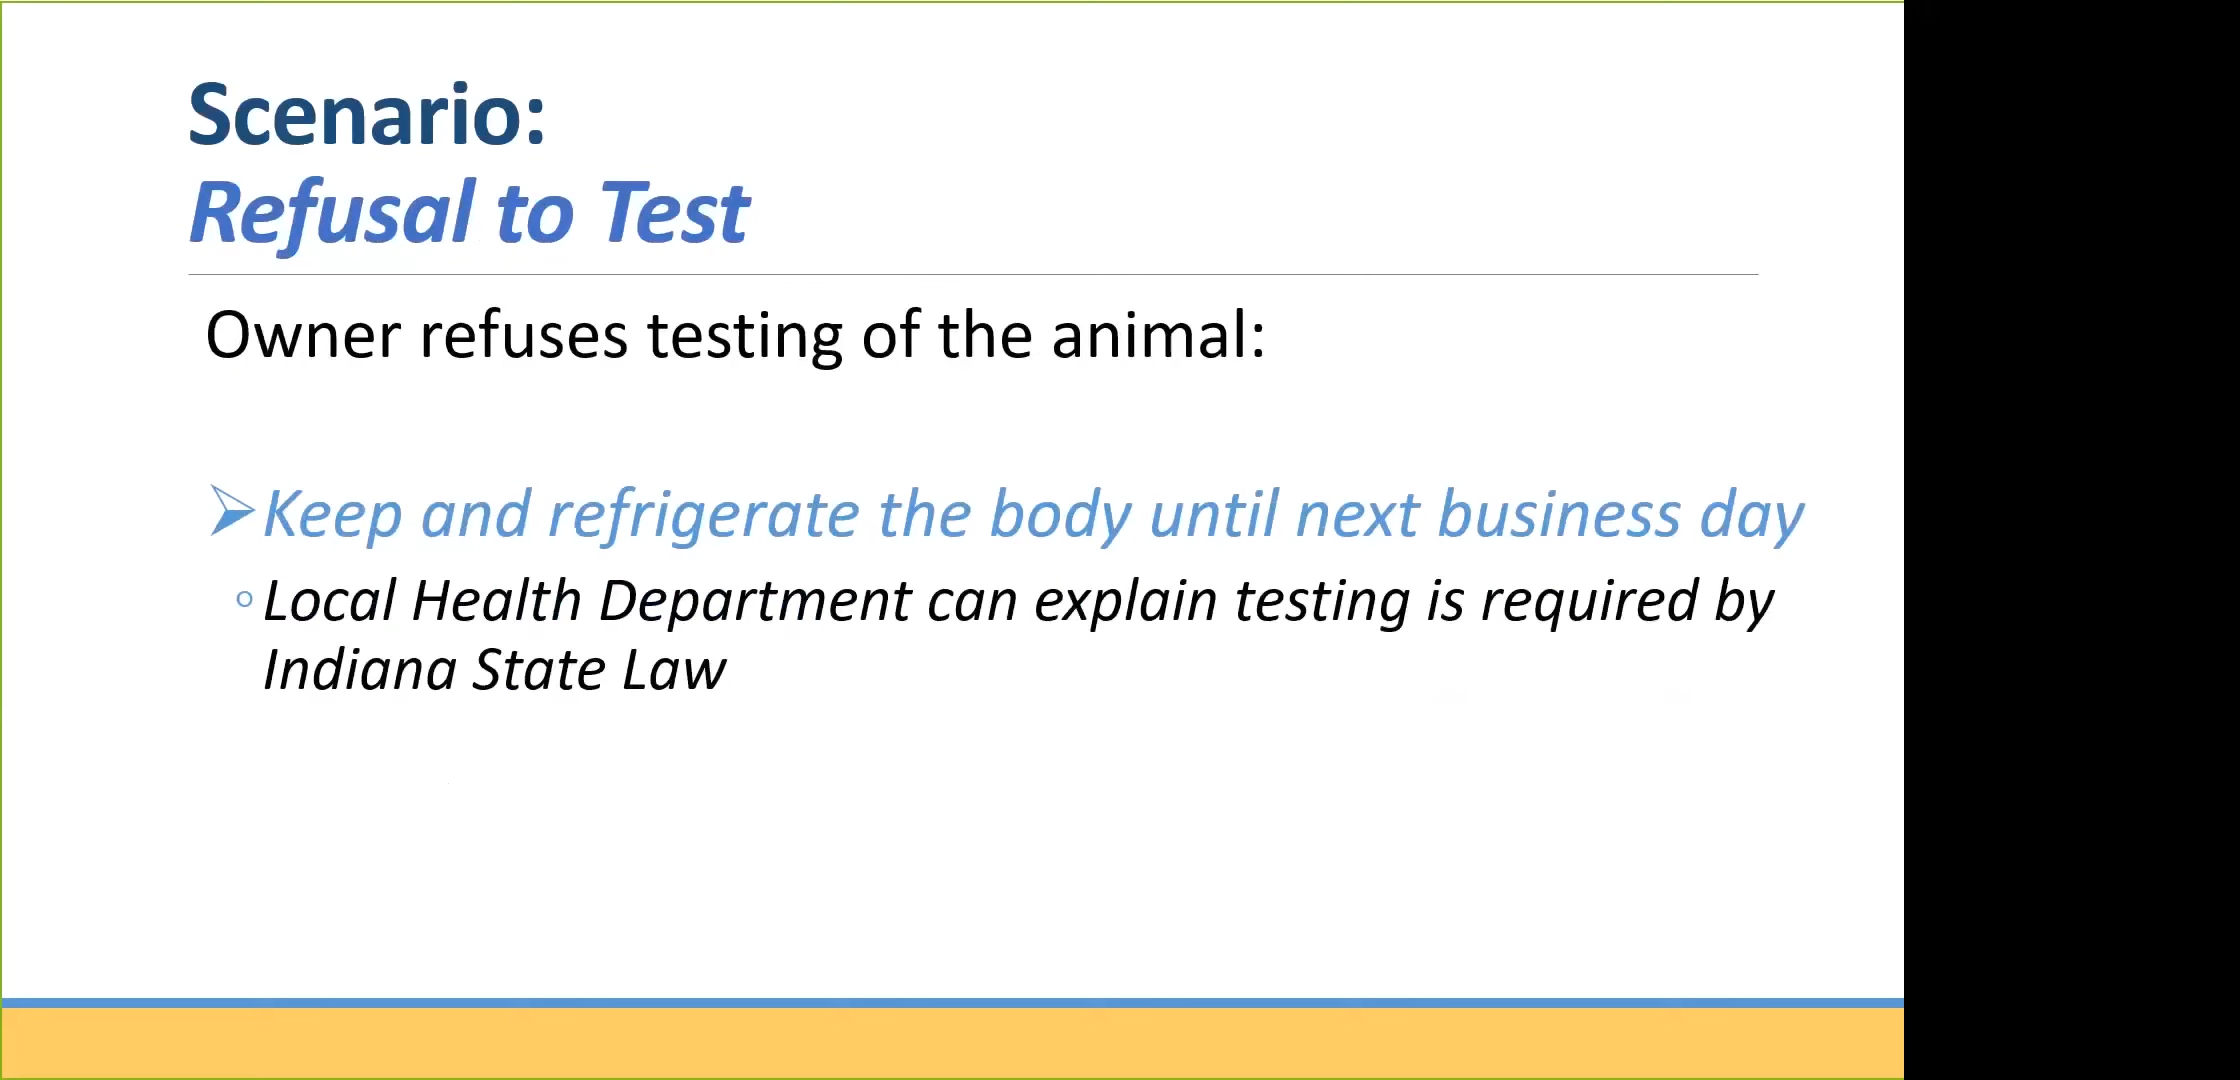 Scenario:
Refusal to Test
Owner refuses testing of the animal:
➢Keep and refrigerate the body until next business day
◦Local Health Department can explain testing is required by
Indiana State Law